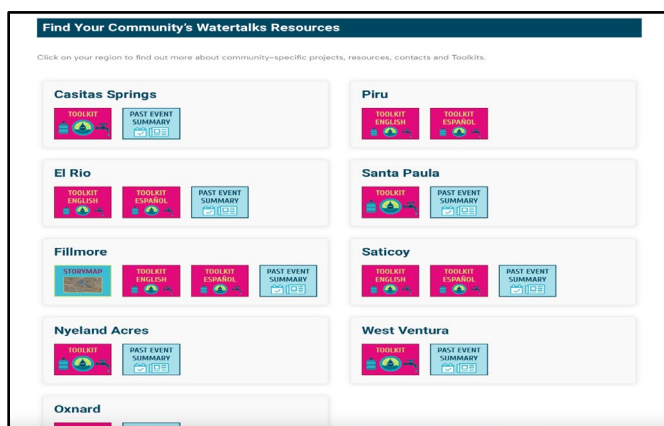 Find Your Community's Watertalks Resources
Click on your region to find out more about community-specific projects, resources, contacts and Toolkits.
Casitas Springs
TOOLKIT
PAST EVENT
SUMMARY
Piru
TOOLKIT
ENGLISH
TOOLKIT
ESPAÑOL
El Rio
TOOLKIT
ENGLISH
TOOLKIT
ESPAÑOL
PAST EVENT
SUMMARY
Santa Paula
TOOLKIT
PAST EVENT
SUMMARY
Fillmore
STORYMAP
TOOLKIT
ENGLISH
TOOLKIT
ESPAÑOL
PAST EVENT
SUMMARY
Saticoy
TOOLKIT
ENGLISH
TOOLKIT
ESPAÑOL
PAST EVENT
SUMMARY
Nyeland Acres
TOOLKIT
PAST EVENT
SUMMARY
West Ventura
TOOLKIT
PAST EVENT
SUMMARY
Oxnard